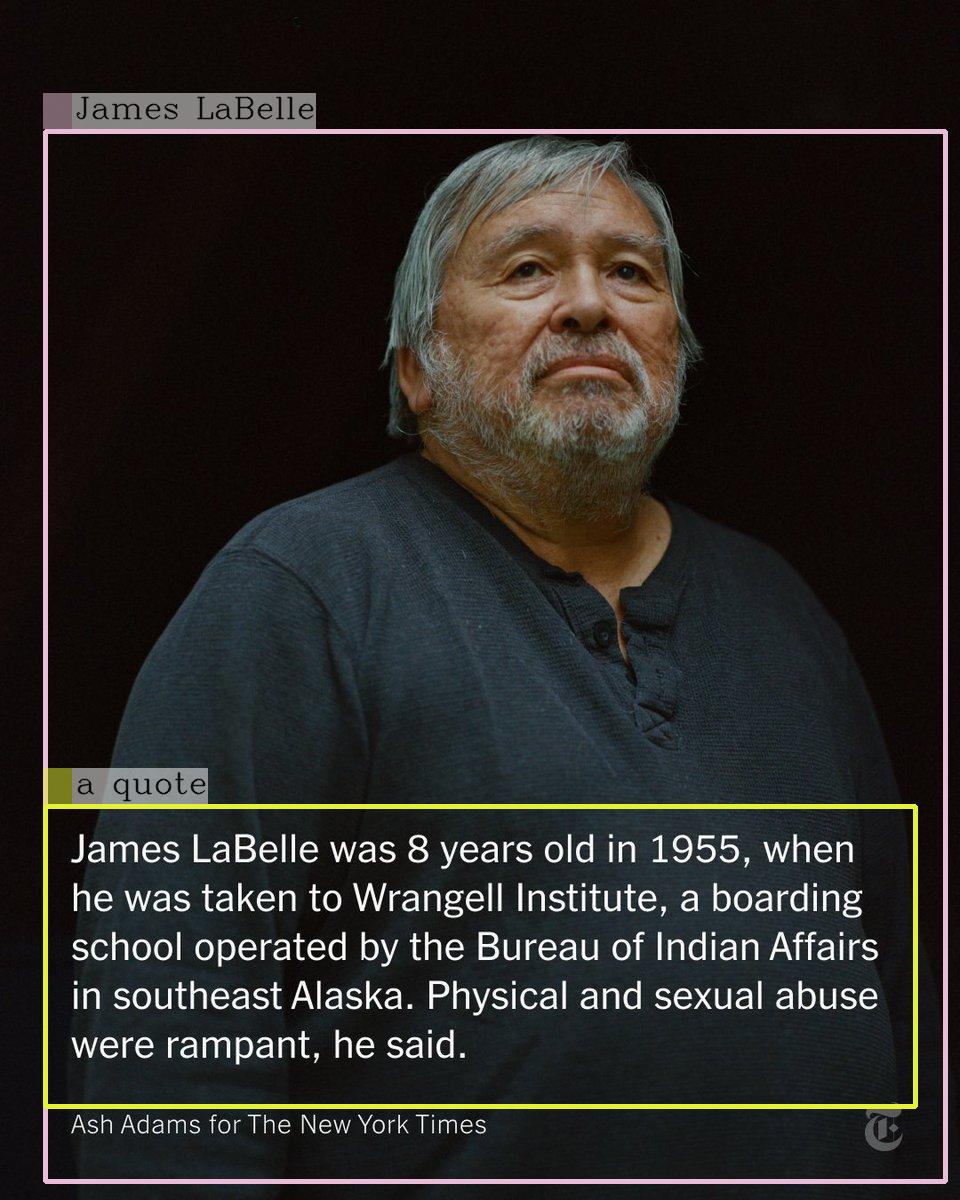 James LaBelle
a quote
James LaBelle was 8 years old in 1955, when
he was taken to Wrangell Institute, a boarding
school operated by the Bureau of Indian Affairs
in southeast Alaska. Physical and sexual abuse
were rampant, he said.
Ash Adams for The New York Times
T